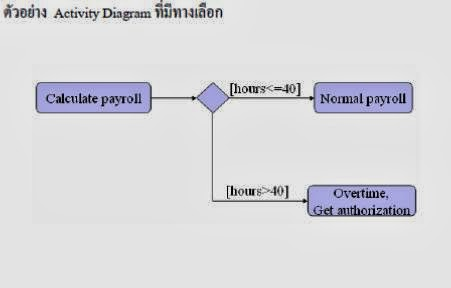 ตัวอย่าง Activity Diagram ที่มีทางเลือก
[hours<=40]
Calculate payroll
Normal payroll
[hours>40]
Overtime,
Get authorization